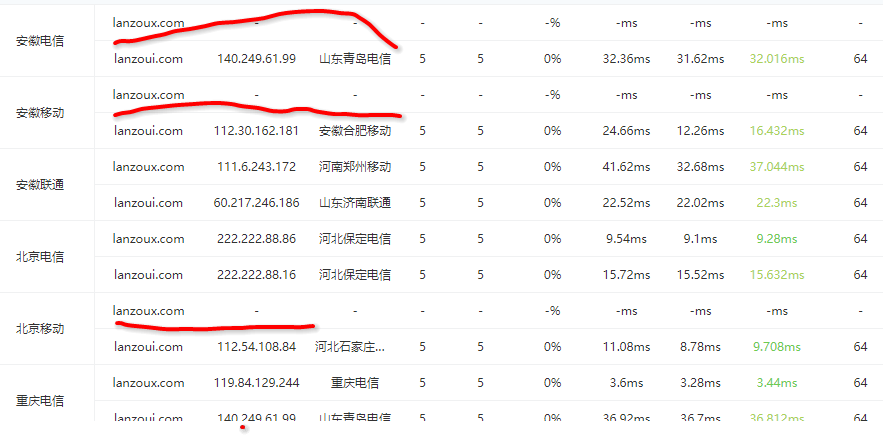 安徽电信
lanzoux.com - - - - -% -ms -ms -ms -
lanzoui.com 140.249.61.99 山东青岛电信 5 5 0% 32.36ms 31.62ms 32.016ms 64
安徽移动
lanzoux.com - - - - -% -ms -ms -ms -
lanzoui.com 112.30.162.181 安徽合肥移动 5 5 0% 24.66ms 12.26ms 16.432ms 64
安徽联通
lanzoux.com 111.6.243.172 河南郑州移动 5 5 0% 41.62ms 32.68ms 37.044ms 64
lanzoui.com 60.217.246.186 山东济南联通 5 5 0% 22.52ms 22.02ms 22.3ms 64
北京电信
lanzoux.com 222.222.88.86 河北保定电信 5 5 0% 9.54ms 9.1ms 9.28ms 64
lanzoui.com 222.222.88.16 河北保定电信 5 5 0% 15.72ms 15.52ms 15.632ms 64
北京移动
lanzoux.com - - - - -% -ms -ms -ms -
lanzoui.com 112.54.108.84 河北石家庄... 5 5 0% 11.08ms 8.78ms 9.708ms 64
重庆电信
lanzoux.com 119.84.129.244 重庆电信 5 5 0% 3.6ms 3.28ms 3.44ms 64
lanzoui.com 140.249.61.99 山东青岛电信 5 5 0% 36.92ms 36.7ms 36.812ms 64